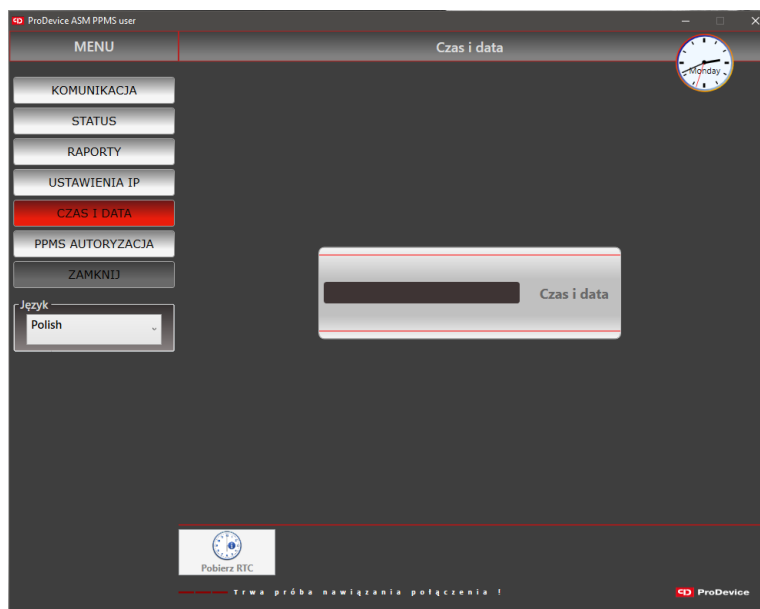 ProDevice ASM PPMS user
MENU
Czas i data
Monday
KOMUNIKACJA
STATUS
RAPORTY
USTAWIENIA IP
CZAS I DATA
PPMS AUTORYZACJA
ZAMKNIJ
Język
Polish
Czas i data
Pobierz RTC
Trwa próba nawiązania połączenia !
ProDevice